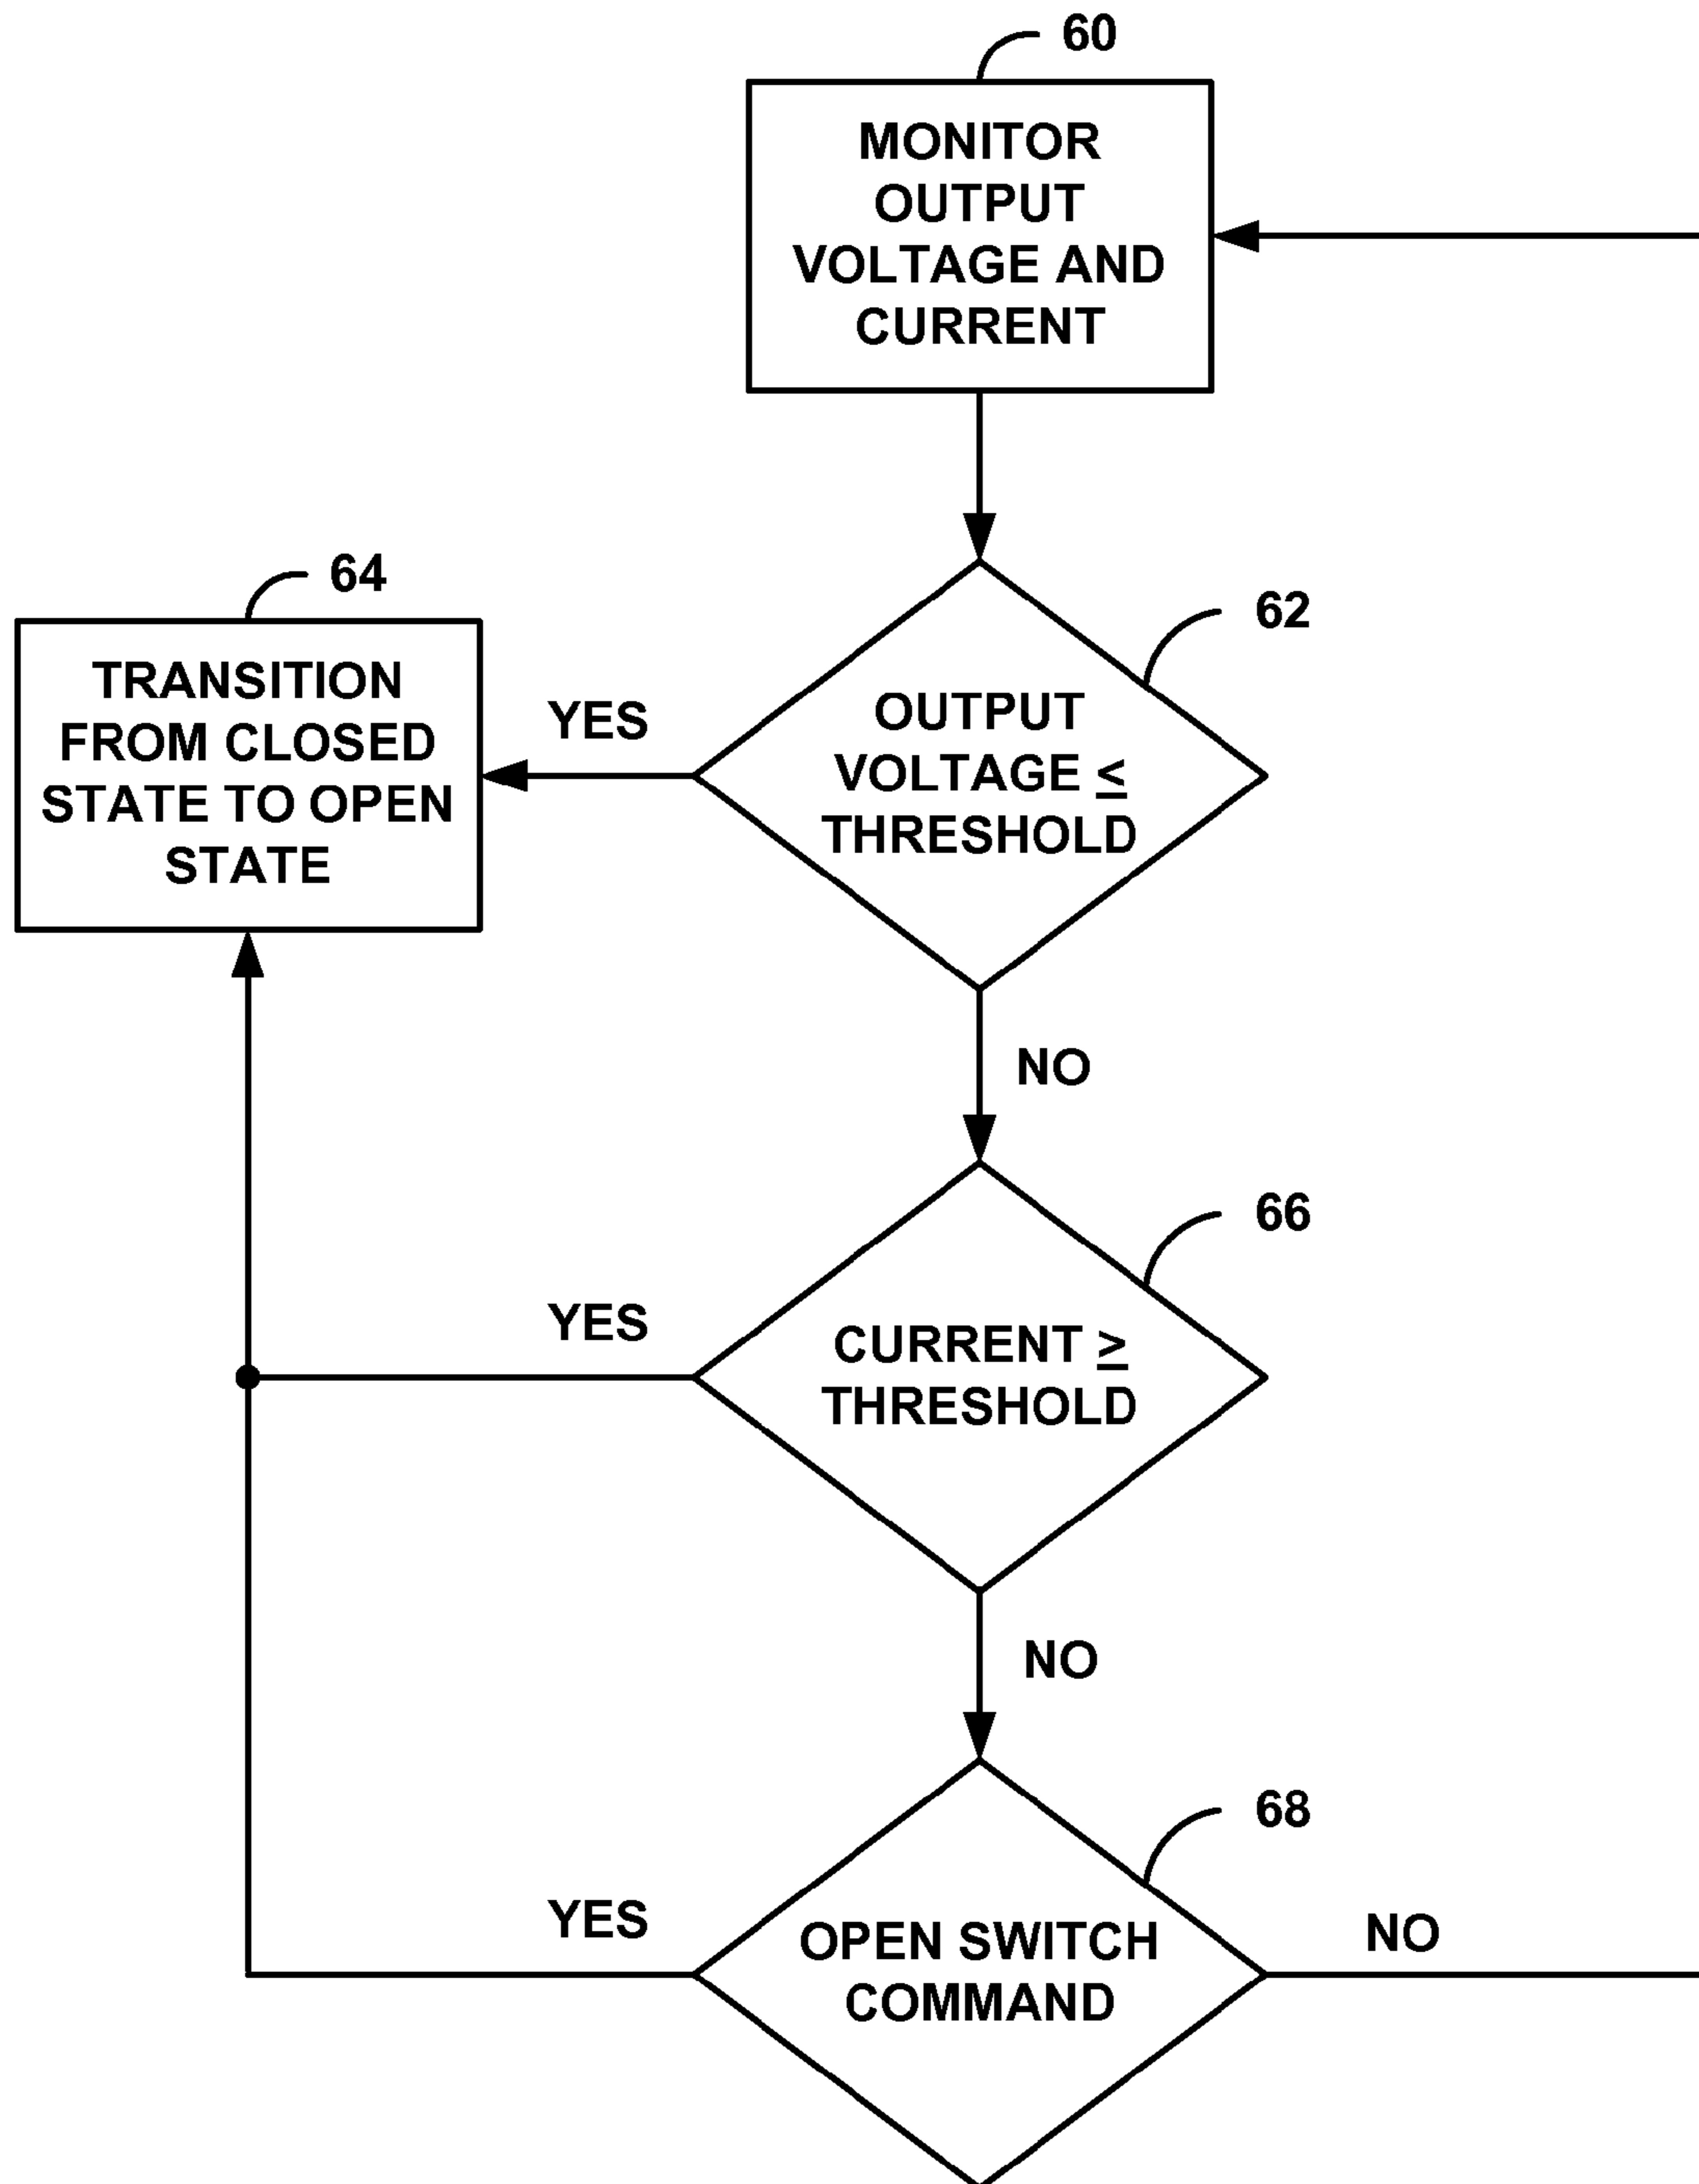 60
MONITOR
OUTPUT
VOLTAGE AND
CURRENT
64
TRANSITION
FROM CLOSED
STATE TO OPEN
STATE
YES
62
OUTPUT
VOLTAGE ≤
THRESHOLD
NO
66
YES
CURRENT ≥
THRESHOLD
NO
68
YES
OPEN SWITCH
COMMAND
NO